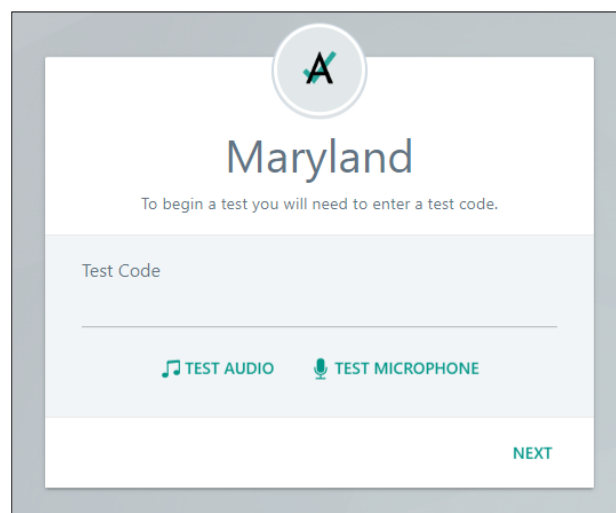 Maryland
To begin a test you will need to enter a test code.
Test Code
TEST AUDIO TEST MICROPHONE
NEXT